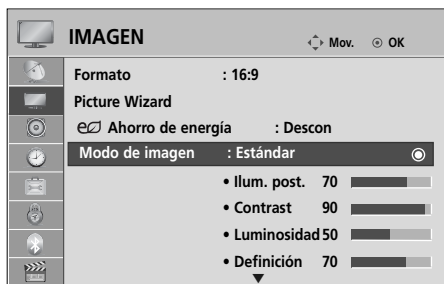 IMAGEN Mov. OK
Formato : 16:9
Picture Wizard
Ahorro de energía : Descon
Modo de imagen : Estándar
• Ilum. post. 70
• Contrast 90
• Luminosidad 50
• Definición 70